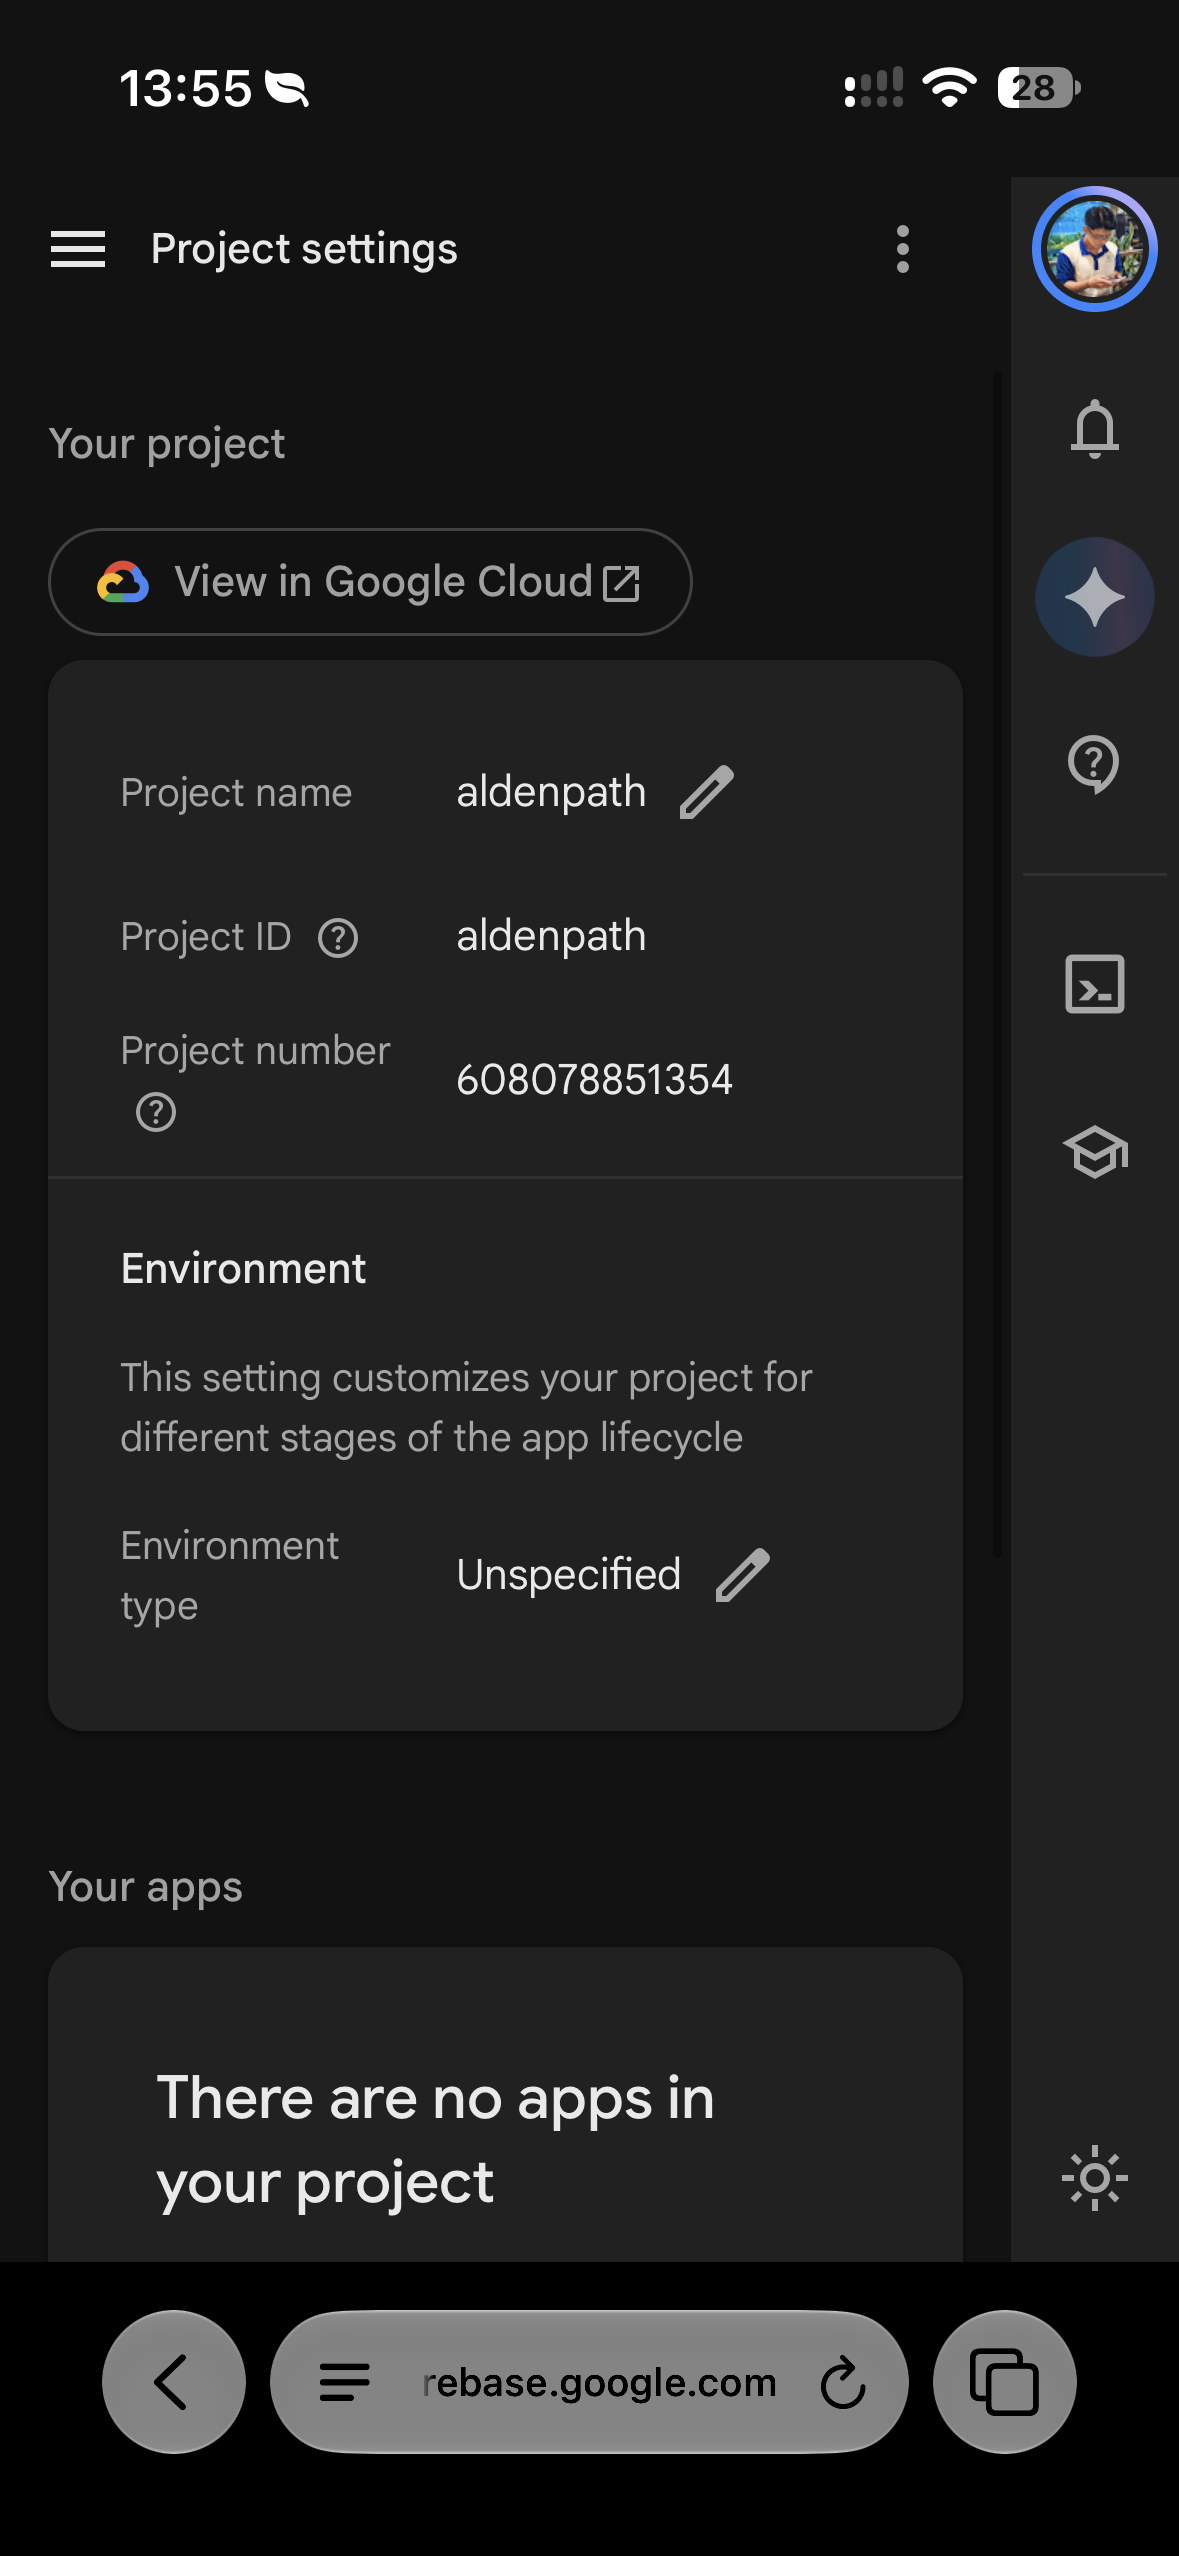 13:55
28
Project settings
Your project
View in Google Cloud
Project name
aldenpath
Project ID
aldenpath
Project number
608078851354
Environment
This setting customizes your project for
different stages of the app lifecycle
Environment
type
Unspecified
Your apps
There are no apps in
your project
rebase.google.com